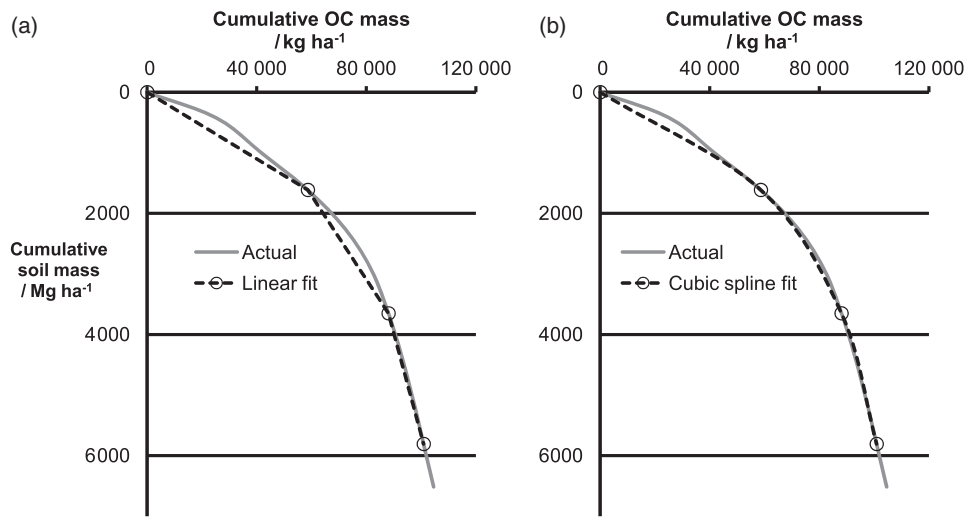 (a)
Cumulative OC mass
/ kg ha-1
0 40 000 80 000 120 000
0
2000
4000
6000
Cumulative
soil mass
/ Mg ha-1
Actual
Linear fit
(b)
Cumulative OC mass
/ kg ha-1
0 40 000 80 000 120 000
0
2000
4000
6000
Actual
Cubic spline fit